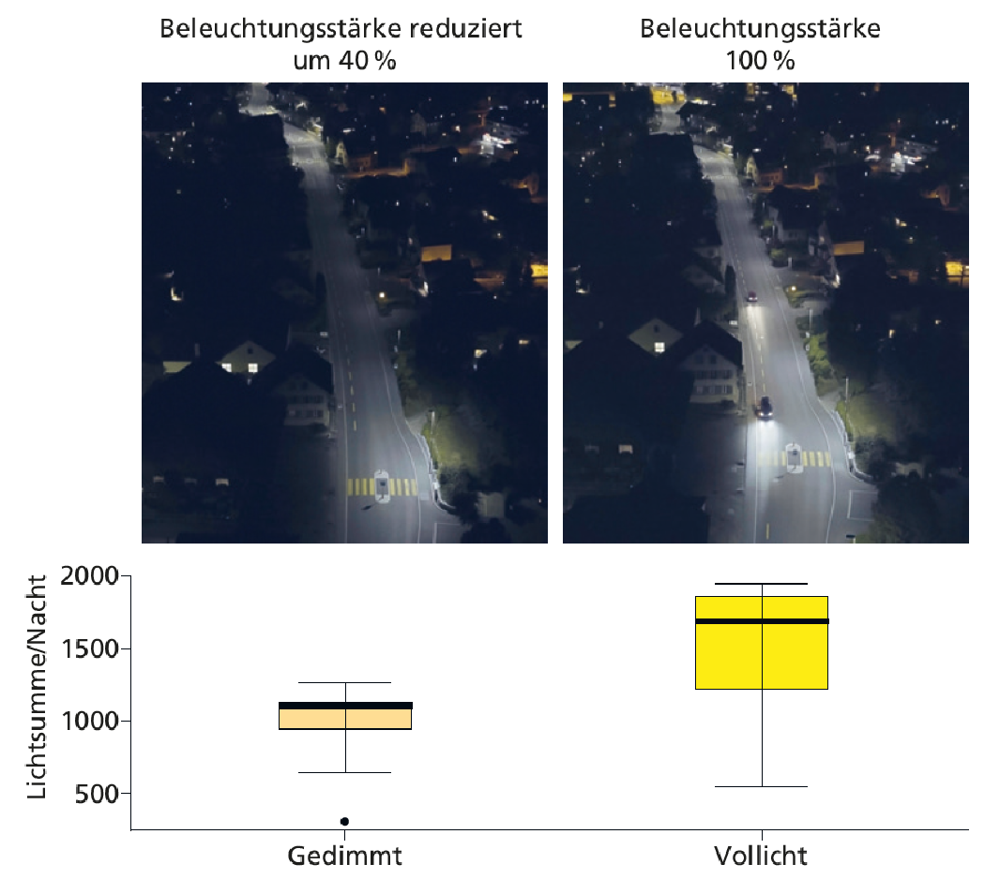 Beleuchtungsstärke reduziert
um 40 %
Beleuchtungsstärke
100 %
Lichtsumme/Nacht
2000
1500
1000
500
Gedimmt
Vollicht